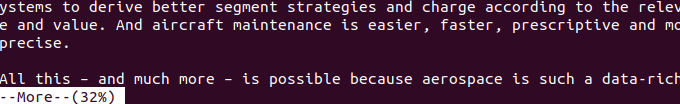 ystems to derive better segment strategies and charge according to the relev
e and value. And aircraft maintenance is easier, faster, prescriptive and mo
precise.
All this – and much more – is possible because aerospace is such a data-rich
--More--(32%)